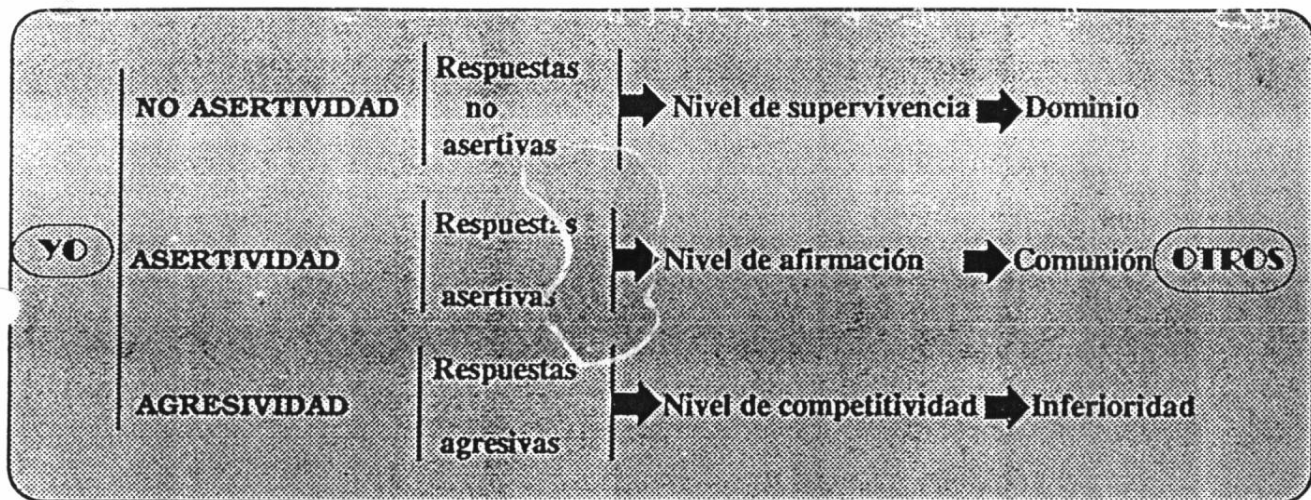 Respuestas
NO ASERTIVIDAD no Nivel de supervivencia Dominio
asertivas
Respuestas
YO ASERTIVIDAD Nivel de afirmación Comunión OTROS
asertivas
Respuestas
AGRESIVIDAD Nivel de competitividad Inferioridad
agresivas